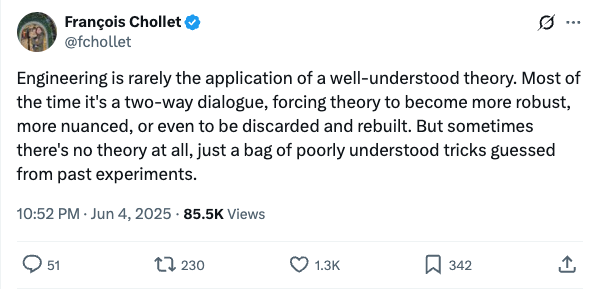 François Chollet
@fchollet
Engineering is rarely the application of a well-understood theory. Most of
the time it's a two-way dialogue, forcing theory to become more robust,
more nuanced, or even to be discarded and rebuilt. But sometimes
there's no theory at all, just a bag of poorly understood tricks guessed
from past experiments.
10:52 PM · Jun 4, 2025 · 85.5K Views
51 230 1.3K 342